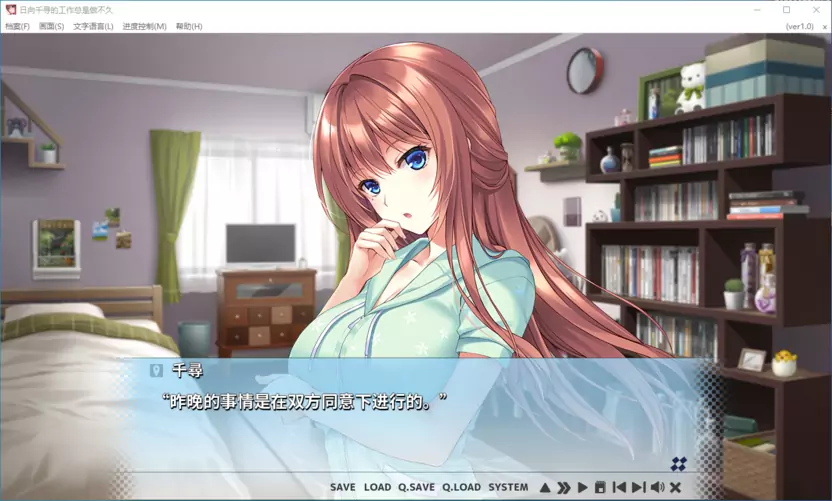 日向千寻的工作总是做不久
档案(F) 画面(S) 文字语言(L) 进度控制(M) 帮助(H) (ver1.0) ×
千尋
“昨晚的事情是在双方同意下进行的。”
SAVE LOAD Q.SAVE Q.LOAD SYSTEM